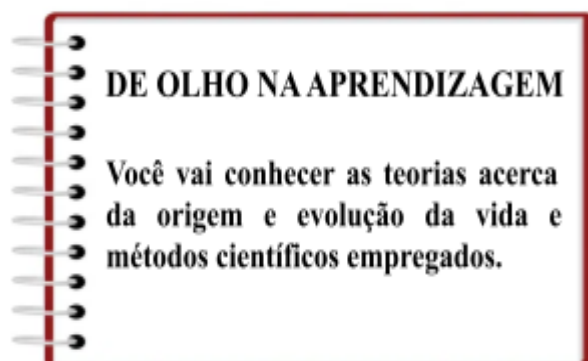 DE OLHO NA APRENDIZAGEM
Você vai conhecer as teorias acerca
da origem e evolução da vida e
métodos científicos empregados.